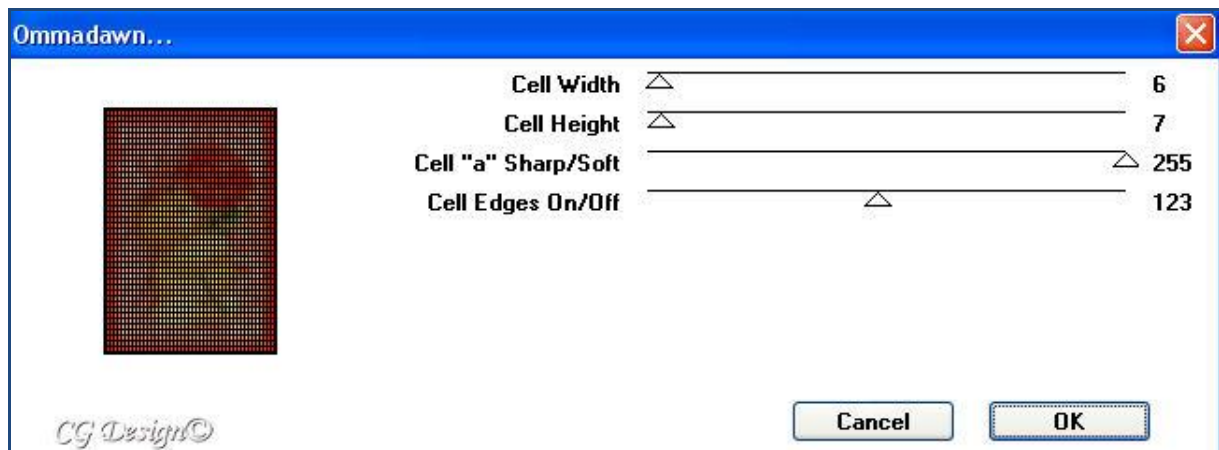 Ommadawn...
Cell Width 6
Cell Height 7
Cell "a" Sharp/Soft 255
Cell Edges On/Off 123
CG Design©
Cancel OK